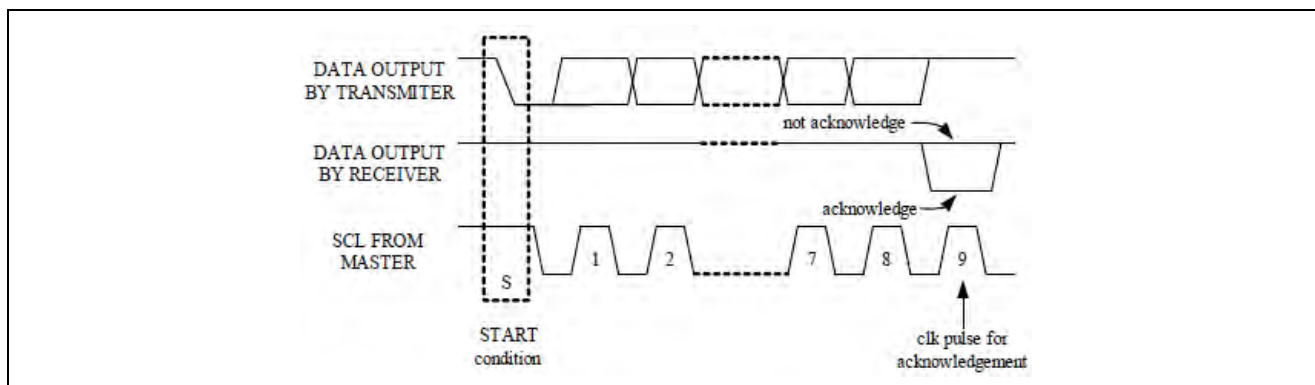 DATA OUTPUT
BY TRANSMITER
not acknowledge
DATA OUTPUT
BY RECEIVER
acknowledge
SCL FROM
MASTER
1
2
7
8
9
S
START
condition
clk pulse for
acknowledgement